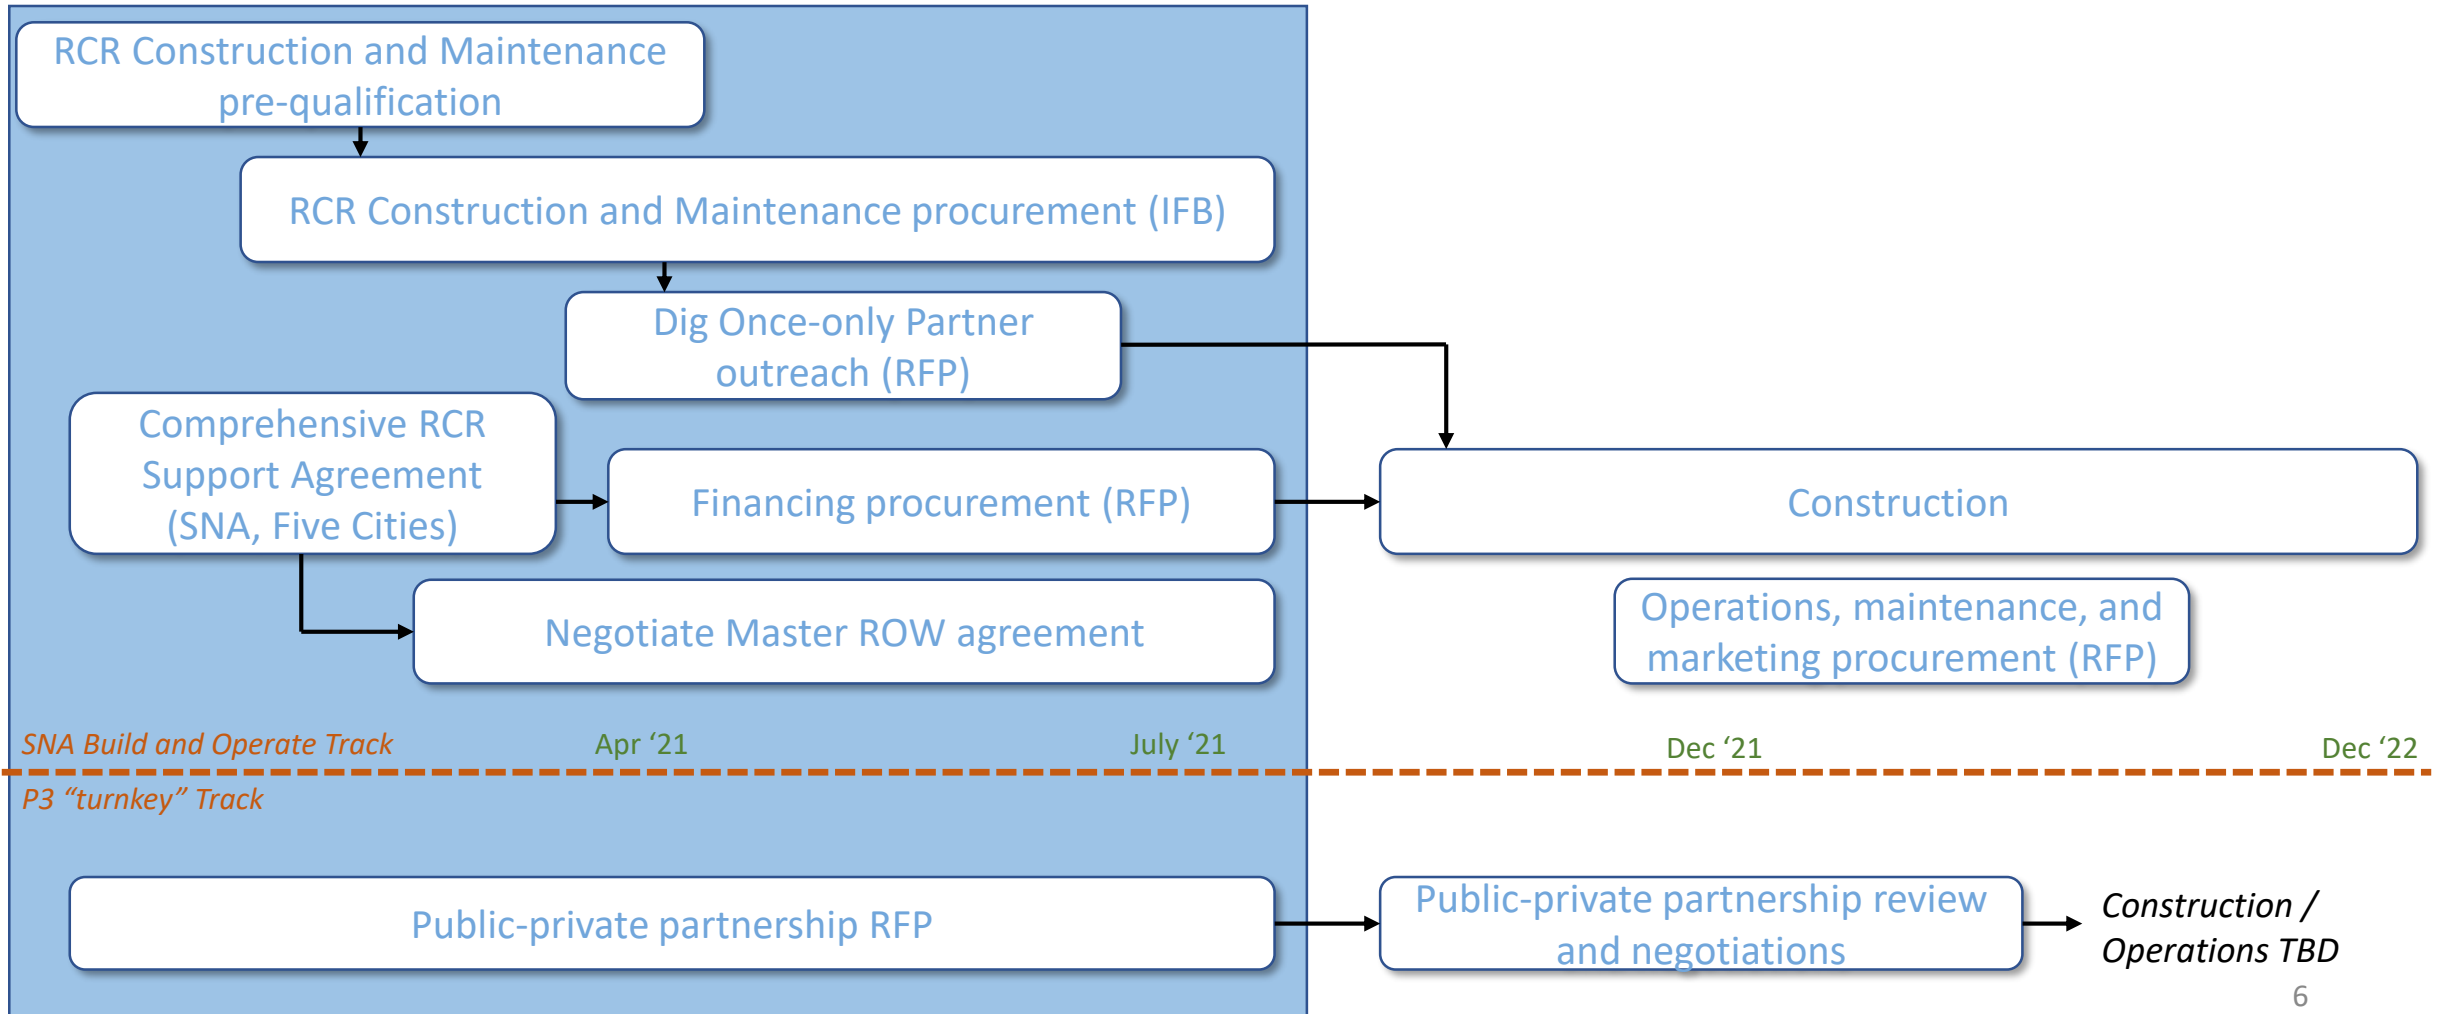 RCR Construction and Maintenance
pre-qualification
RCR Construction and Maintenance procurement (IFB)
Dig Once-only Partner
outreach (RFP)
Comprehensive RCR
Support Agreement
(SNA, Five Cities)
Financing procurement (RFP)
Construction
Negotiate Master ROW agreement
Operations, maintenance, and
marketing procurement (RFP)
SNA Build and Operate Track
Apr ‘21
July ‘21
Dec ‘21
Dec ‘22
P3 “turnkey” Track
Public-private partnership RFP
Public-private partnership review
and negotiations
Construction /
Operations TBD
6